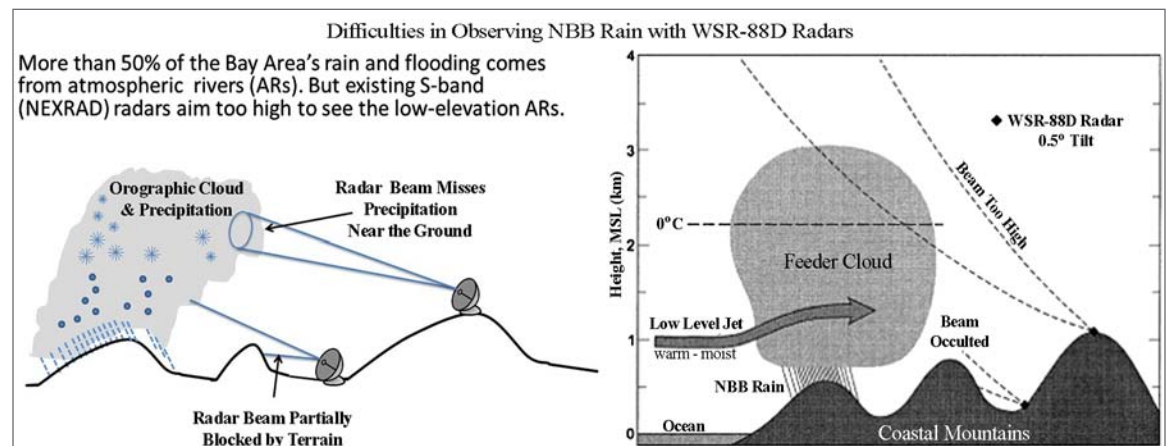 Difficulties in Observing NBB Rain with WSR-88D Radars
More than 50% of the Bay Area's rain and flooding comes
from atmospheric rivers (ARs). But existing S-band
(NEXRAD) radars aim too high to see the low-elevation ARs.
Orographic Cloud
& Precipitation
Radar Beam Misses
Precipitation
Near the Ground
Radar Beam Partially
Blocked by Terrain
Height, MSL (km)
4
3
2
1
0
WSR-88D Radar
0.5° Tilt
Beam Too High
0°C
Feeder Cloud
Low Level Jet
warm - moist
Beam
Occulted
NBB Rain
Ocean
Coastal Mountains